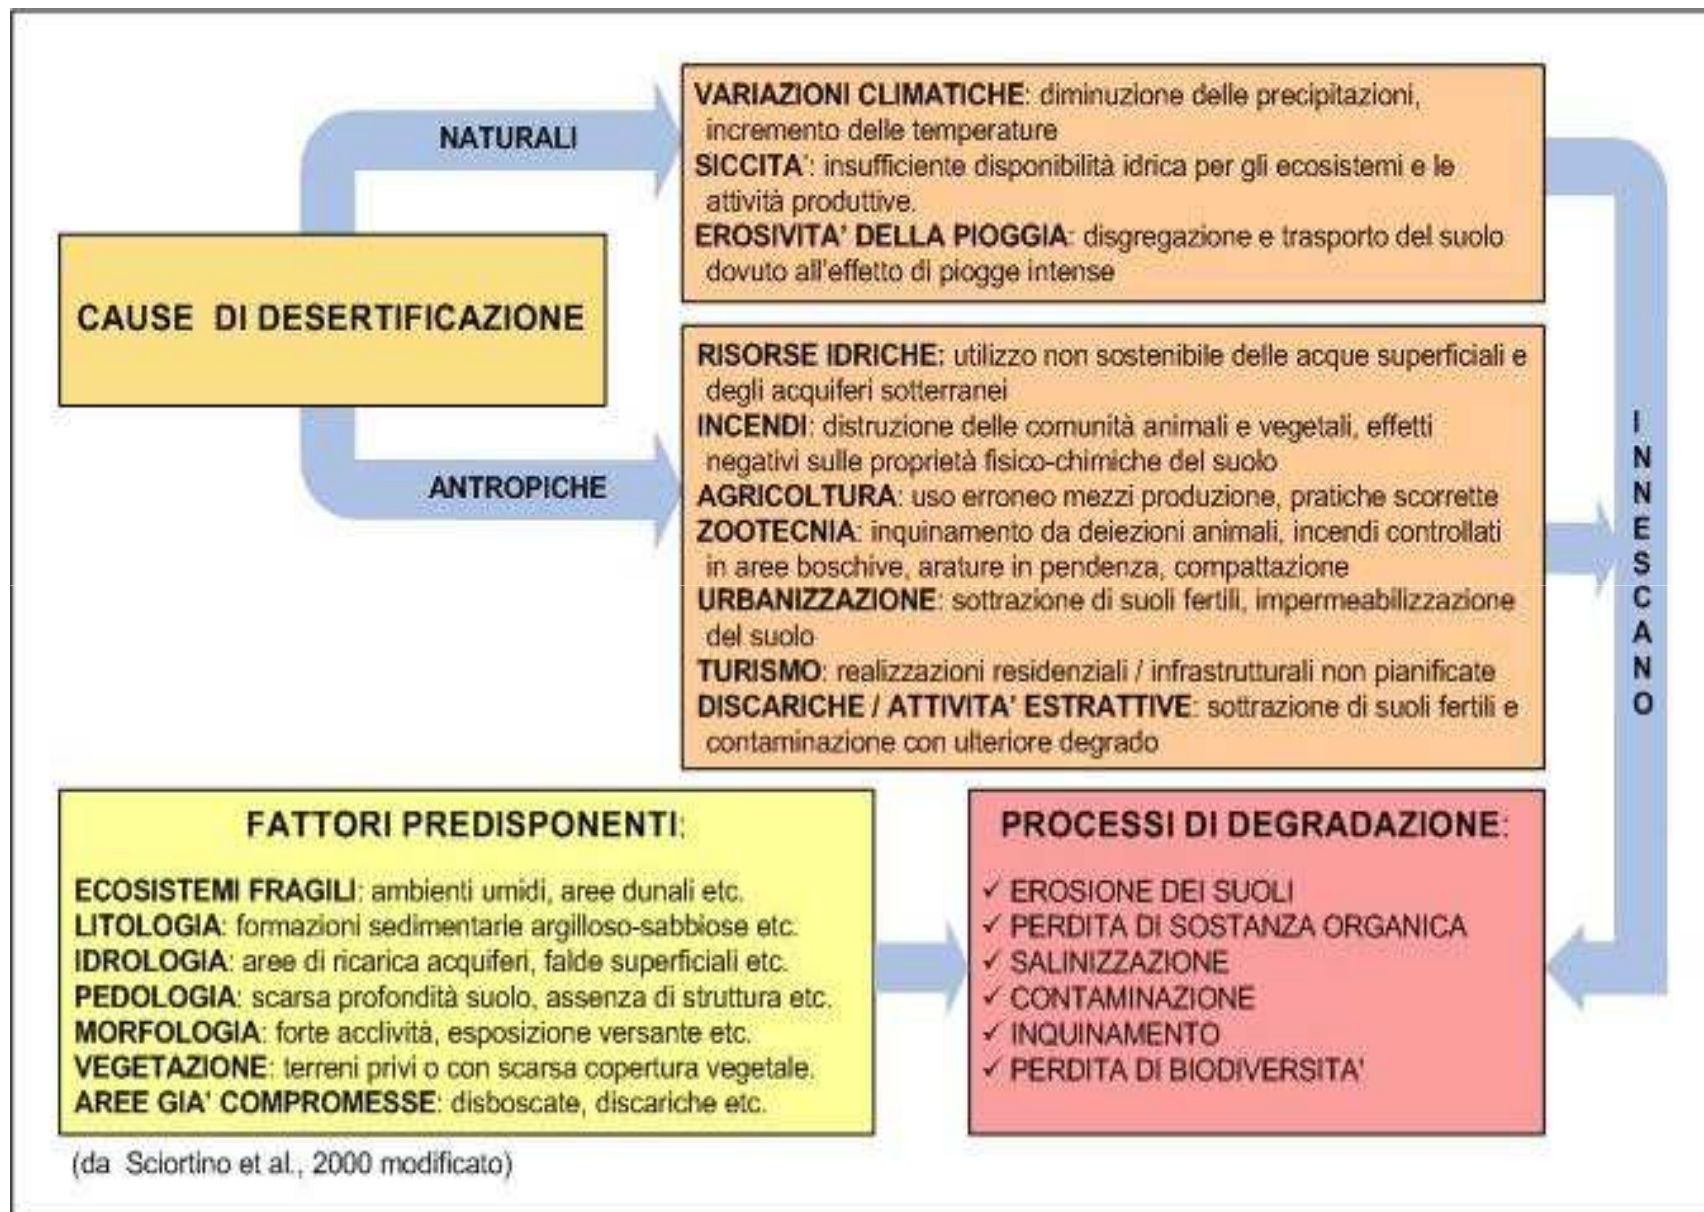 NATURALI
VARIAZIONI CLIMATICHE: diminuzione delle precipitazioni,
incremento delle temperature
SICCITA': insufficiente disponibilità idrica per gli ecosistemi e le
attività produttive.
EROSIVITA' DELLA PIOGGIA: disgregazione e trasporto del suolo
dovuto all'effetto di piogge intense
CAUSE DI DESERTIFICAZIONE
ANTROPICHE
RISORSE IDRICHE: utilizzo non sostenibile delle acque superficiali e
degli acquiferi sotterranei
INCENDI: distruzione delle comunità animali e vegetali, effetti
negativi sulle proprietà fisico-chimiche del suolo
AGRICOLTURA: uso erroneo mezzi produzione, pratiche scorrette
ZOOTECNIA: inquinamento da deiezioni animali, incendi controllati
in aree boschive, arature in pendenza, compattazione
URBANIZZAZIONE: sottrazione di suoli fertili, impermeabilizzazione
del suolo
TURISMO: realizzazioni residenziali / infrastrutturali non pianificate
DISCARICHE / ATTIVITA' ESTRATTIVE: sottrazione di suoli fertili e
contaminazione con ulteriore degrado
INNESCANO
FATTORI PREDISPONENTI:
ECOSISTEMI FRAGILI: ambienti umidi, aree dunali etc.
LITOLOGIA: formazioni sedimentarie argilloso-sabbiose etc.
IDROLOGIA: aree di ricarica acquiferi, falde superficiali etc.
PEDOLOGIA: scarsa profondità suolo, assenza di struttura etc.
MORFOLOGIA: forte acclività, esposizione versante etc.
VEGETAZIONE: terreni privi o con scarsa copertura vegetale.
AREE GIA' COMPROMESSE: disboscate, discariche etc.
PROCESSI DI DEGRADAZIONE:
✓ EROSIONE DEI SUOLI
✓ PERDITA DI SOSTANZA ORGANICA
✓ SALINIZZAZIONE
✓ CONTAMINAZIONE
✓ INQUINAMENTO
✓ PERDITA DI BIODIVERSITA'
(da Sciortino et al., 2000 modificato)